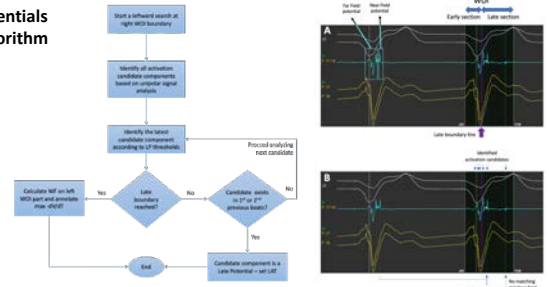 entials
orithm
Start a leftward search at
right WOI boundary
Identify all activation
candidate components
based on unipolar signal
analysis
Identify the latest
candidate component
according to LP thresholds
Proceed analyzing
next candidate
Late
boundary
reached?
Yes
No
Candidate exists
in 1st or 2nd
previous beats?
No
Yes
Calculate WF on left
WOI part and annotate
max -dV/dT
End
Candidate component is a
Late Potential – set LAT
Far Field
potential
Near Field
potential
WOI
Early section
Late section
A
Late boundary line
Identified
activation candidates
B